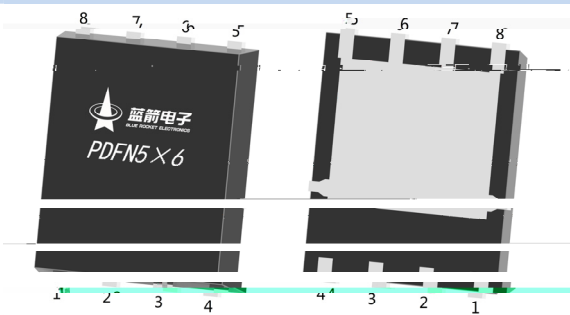 8 7 6 5
5 6 7 8
蓝箭电子
BLUE ROCKET ELECTRONICS
PDFN5×6
1 2 3 4
4 3 2 1